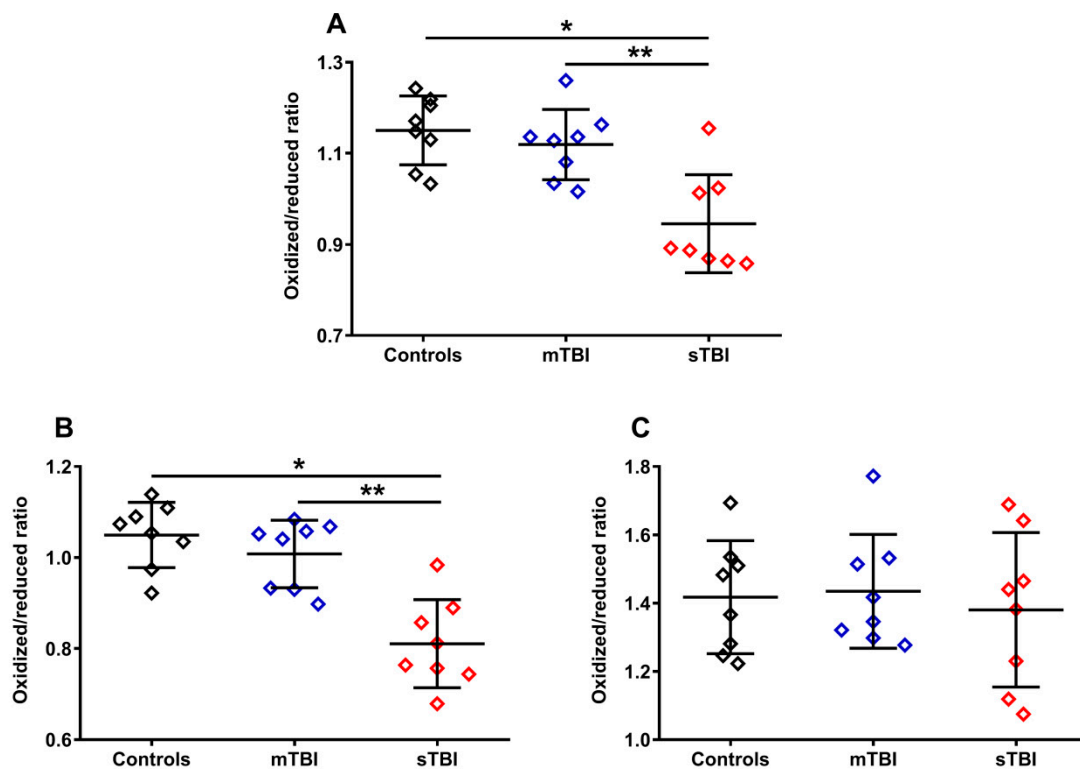 A
*
**
Oxidized/reduced ratio
1.3
1.1
0.9
0.7
Controls mTBI sTBI
B
*
**
Oxidized/reduced ratio
1.2
1.0
0.8
0.6
Controls mTBI sTBI
C
Oxidized/reduced ratio
1.8
1.6
1.4
1.2
1.0
Controls mTBI sTBI